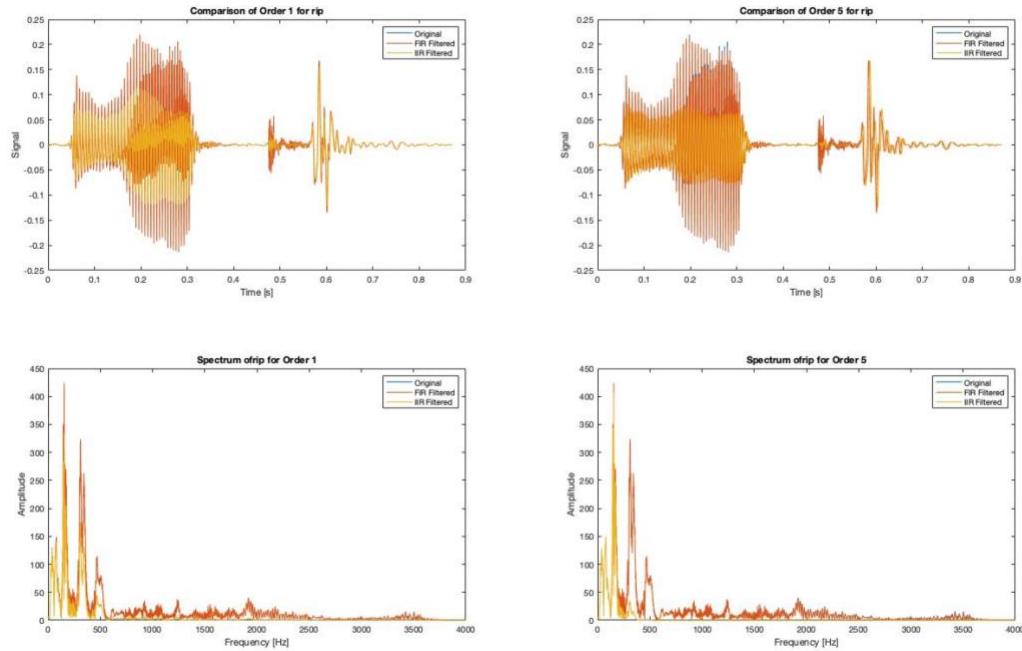 Comparison of Order 1 for rip
0.25
0.2
0.15
0.1
0.05
0
-0.05
-0.1
-0.15
-0.2
-0.25
Signal
Original
FIR Filtered
IIR Filtered
0 0.1 0.2 0.3 0.4 0.5 0.6 0.7 0.8 0.9
Time [s]
Comparison of Order 5 for rip
0.25
0.2
0.15
0.1
0.05
0
-0.05
-0.1
-0.15
-0.2
-0.25
Signal
Original
FIR Filtered
IIR Filtered
0 0.1 0.2 0.3 0.4 0.5 0.6 0.7 0.8 0.9
Time [s]
Spectrum ofrip for Order 1
450
400
350
300
250
200
150
100
50
0
Amplitude
Original
FIR Filtered
IIR Filtered
0 500 1000 1500 2000 2500 3000 3500 4000
Frequency [Hz]
Spectrum ofrip for Order 5
450
400
350
300
250
200
150
100
50
0
Amplitude
Original
FIR Filtered
IIR Filtered
0 500 1000 1500 2000 2500 3000 3500 4000
Frequency [Hz]